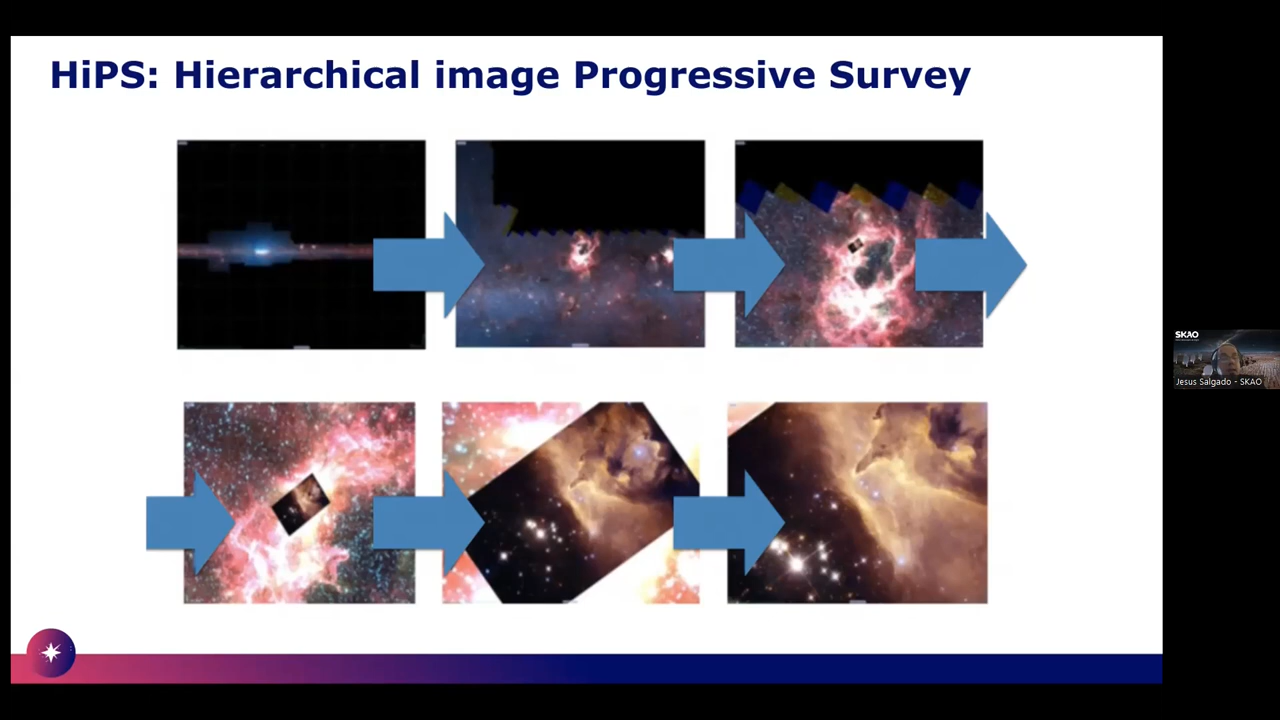 HiPS: Hierarchical image Progressive Survey
SKAO
Jesus Salgado - SKAO